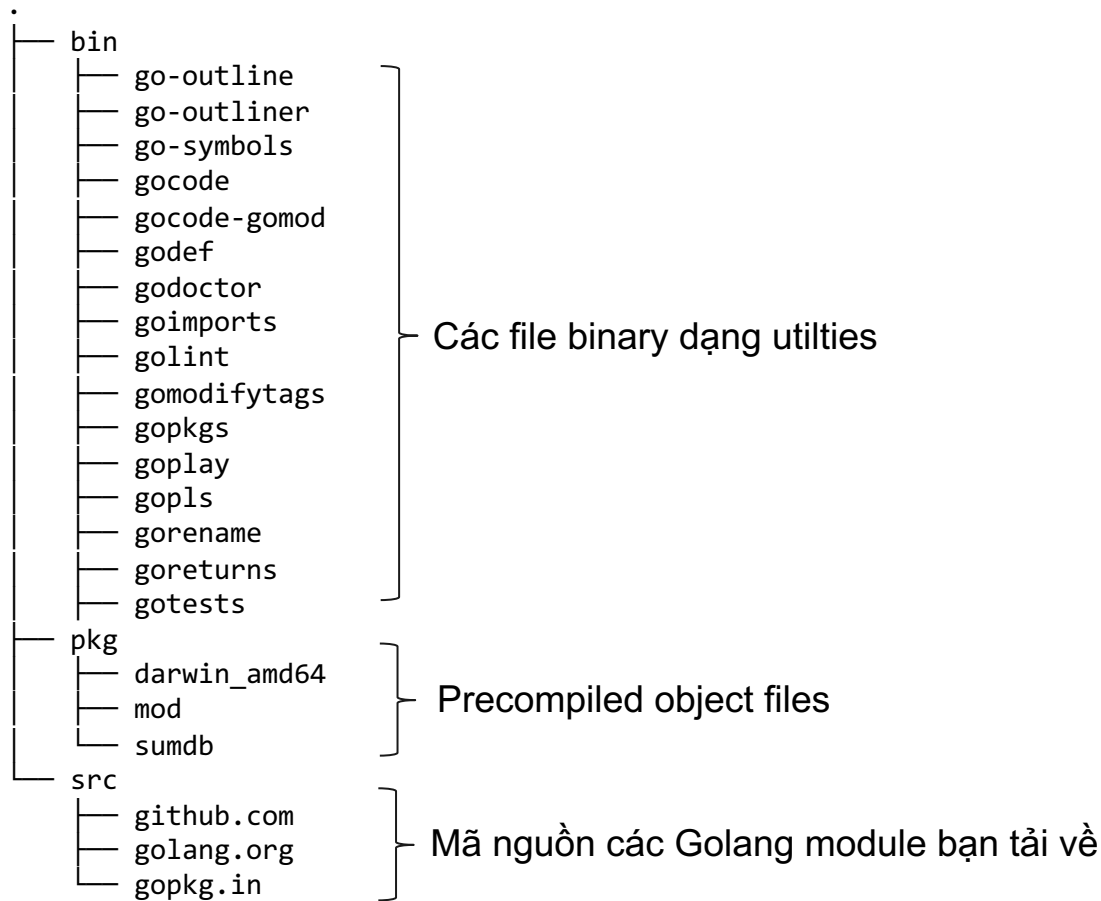 .
├── bin
│   ├── go-outline
│   ├── go-outliner
│   ├── go-symbols
│   ├── gocode
│   ├── gocode-gomod
│   ├── godef
│   ├── godoctor
│   ├── goimports
│   ├── golint
│   ├── gomodifytags
│   ├── gopkgs
│   ├── goplay
│   ├── gopls
│   ├── gorename
│   ├── goreturns
│   ├── gotests
Các file binary dạng utilties
├── pkg
│   ├── darwin_amd64
│   ├── mod
│   └── sumdb
Precompiled object files
└── src
    ├── github.com
    ├── golang.org
    └── gopkg.in
Mã nguồn các Golang module bạn tải về